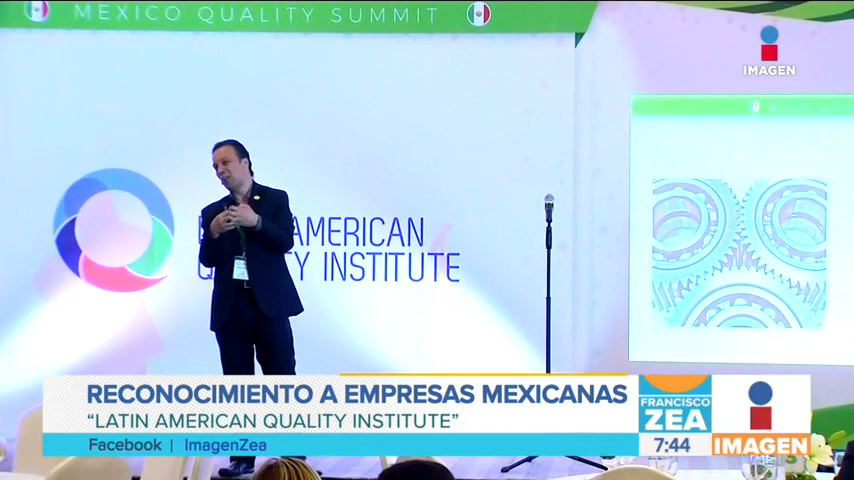 MEXICO QUALITY SUMMIT
IMAGEN
AMERICAN
QUALITY INSTITUTE
RECONOCIMIENTO A EMPRESAS MEXICANAS
"LATIN AMERICAN QUALITY INSTITUTE"
Facebook | ImagenZea
FRANCISCO
ZEA
7:44
IMAGEN